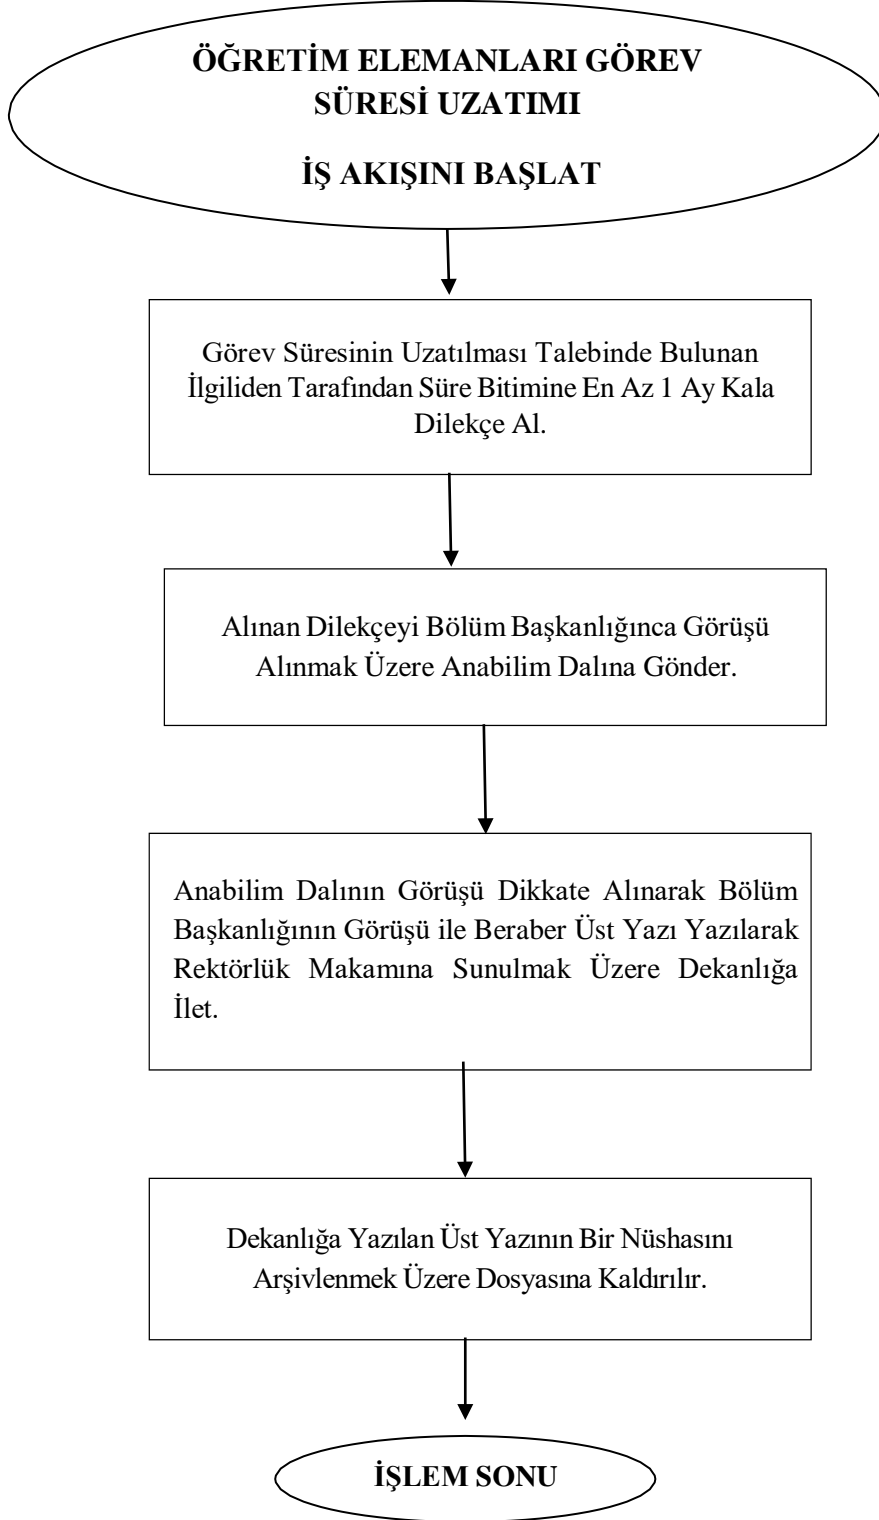 ÖĞRETİM ELEMANLARI GÖREV
SÜRESİ UZATIMI
İŞ AKIŞINI BAŞLAT
Görev Süresinin Uzatılması Talebinde Bulunan
İlgiliden Tarafından Süre Bitimine En Az 1 Ay Kala
Dilekçe Al.
Alınan Dilekçeyi Bölüm Başkanlığınca Görüşü
Alınmak Üzere Anabilim Dalına Gönder.
Anabilim Dalının Görüşü Dikkate Alınarak Bölüm
Başkanlığının Görüşü ile Beraber Üst Yazı Yazılarak
Rektörlük Makamına Sunulmak Üzere Dekanlığa
İlet.
Dekanlığa Yazılan Üst Yazının Bir Nüshasını
Arşivlenmek Üzere Dosyasına Kaldırılır.
İŞLEM SONU